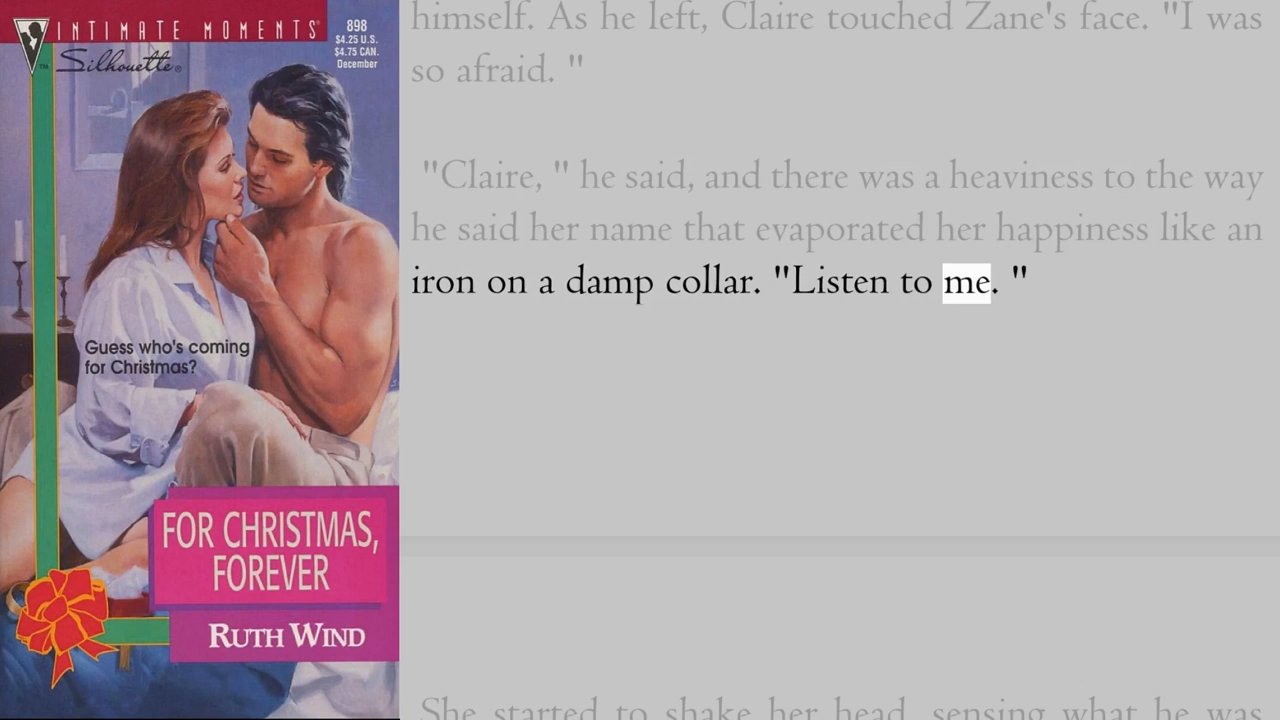 INTIMATE MOMENTS®
Silhouette®
TM
898
$4.25 U.S.
$4.75 CAN.
December
Guess who's coming
for Christmas?
FOR CHRISTMAS,
FOREVER
RUTH WIND
himself. As he left, Claire touched Zane's face. "I was
so afraid. "
"Claire, " he said, and there was a heaviness to the way
he said her name that evaporated her happiness like an
iron on a damp collar. "Listen to me. "
She started to shake her head, sensing what he was